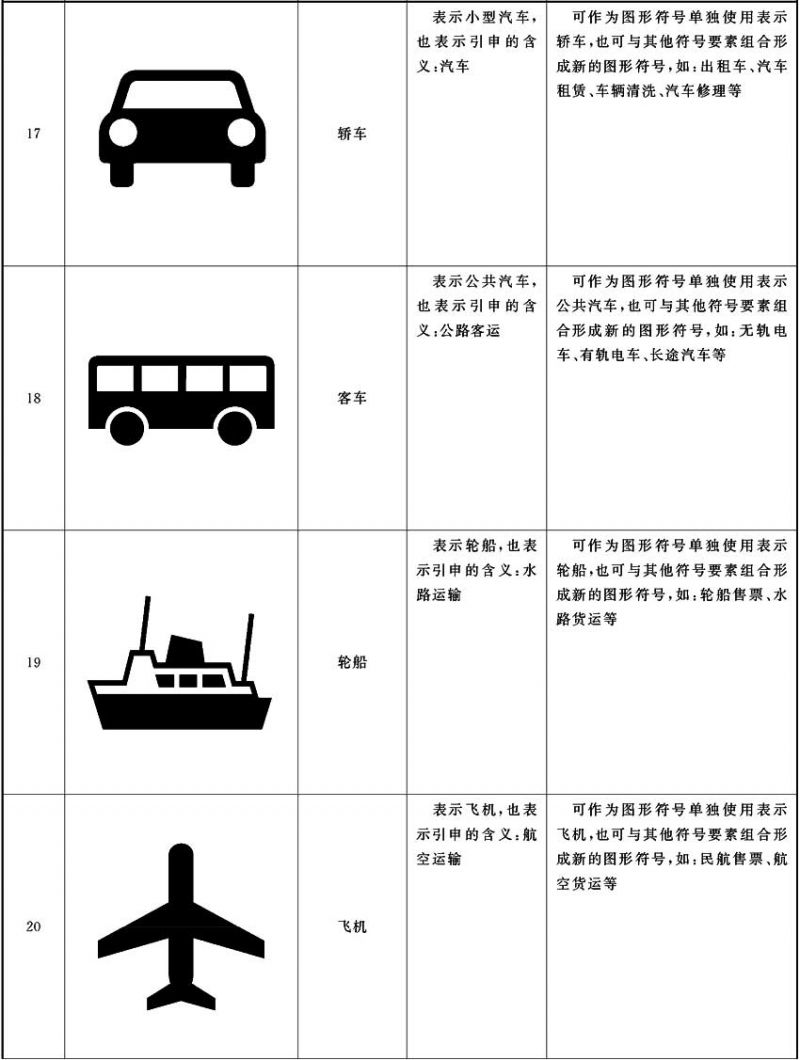 17
轿车
表示小型汽车,
也表示引申的含
义:汽车
可作为图形符号单独使用表示
轿车,也可与其他符号要素组合形
成新的图形符号,如:出租车、汽车
租赁、车辆清洗、汽车修理等
18
客车
表示公共汽车,
也表示引申的含
义:公路客运
可作为图形符号单独使用表示
公共汽车,也可与其他符号要素组
合形成新的图形符号,如:无轨电
车、有轨电车、长途汽车等
19
轮船
表示轮船,也表
示引申的含义:水
路运输
可作为图形符号单独使用表示
轮船,也可与其他符号要素组合形
成新的图形符号,如:轮船售票、水
路货运等
20
飞机
表示飞机,也表
示引申的含义:航
空运输
可作为图形符号单独使用表示
飞机,也可与其他符号要素组合形
成新的图形符号,如:民航售票、航
空货运等